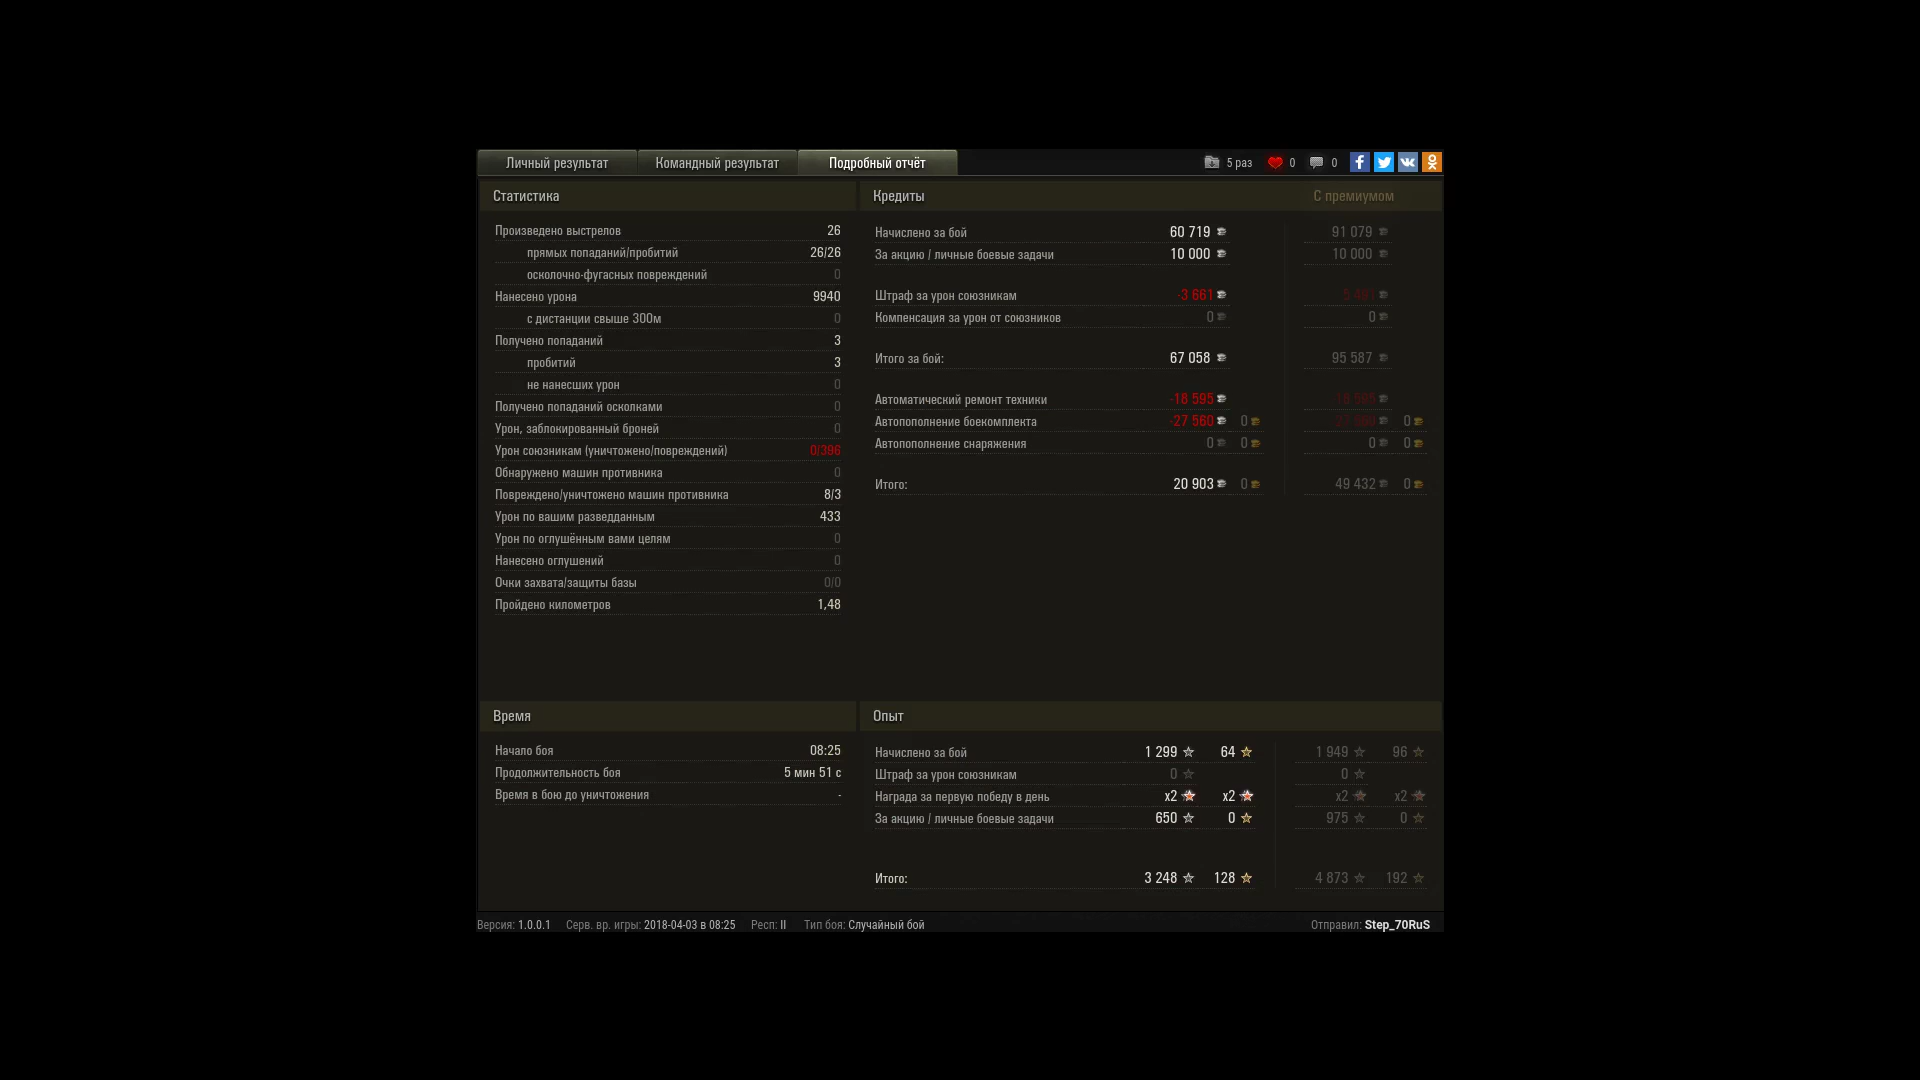 Личный результат Командный результат Подробный отчёт 5 раз 0 0
Статистика
Произведено выстрелов 26
прямых попаданий/пробитий 26/26
осколочно-фугасных повреждений 0
Нанесено урона 9940
с дистанции свыше 300м 0
Получено попаданий 3
пробитий 3
не нанесших урон 0
Получено попаданий осколками 0
Урон, заблокированный броней 0
Урон союзникам (уничтожено/повреждений) 0/396
Обнаружено машин противника 0
Повреждено/уничтожено машин противника 8/3
Урон по вашим разведданным 433
Урон по оглушённым вами целям 0
Нанесено оглушений 0
Очки захвата/защиты базы 0/0
Пройдено километров 1,48
Кредиты С премиумом
Начислено за бой 60 719 91 079
За акцию / личные боевые задачи 10 000 10 000
Штраф за урон союзникам -3 661
Компенсация за урон от союзников 0 0
Итого за бой: 67 058 95 587
Автоматический ремонт техники -18 595
Автопополнение боекомплекта -27 560 0 0
Автопополнение снаряжения 0 0 0 0
Итого: 20 903 0 49 432 0
Время
Начало боя 08:25
Продолжительность боя 5 мин 51 с
Время в бою до уничтожения -
Опыт
Начислено за бой 1 299 64 1 949 96
Штраф за урон союзникам 0 0
Награда за первую победу в день x2 x2 x2 x2
За акцию / личные боевые задачи 650 0 975 0
Итого: 3 248 128 4 873 192
Версия: 1.0.0.1 Серв. вр. игры: 2018-04-03 в 08:25 Респ: II Тип боя: Случайный бой Отправил: Step_70RuS